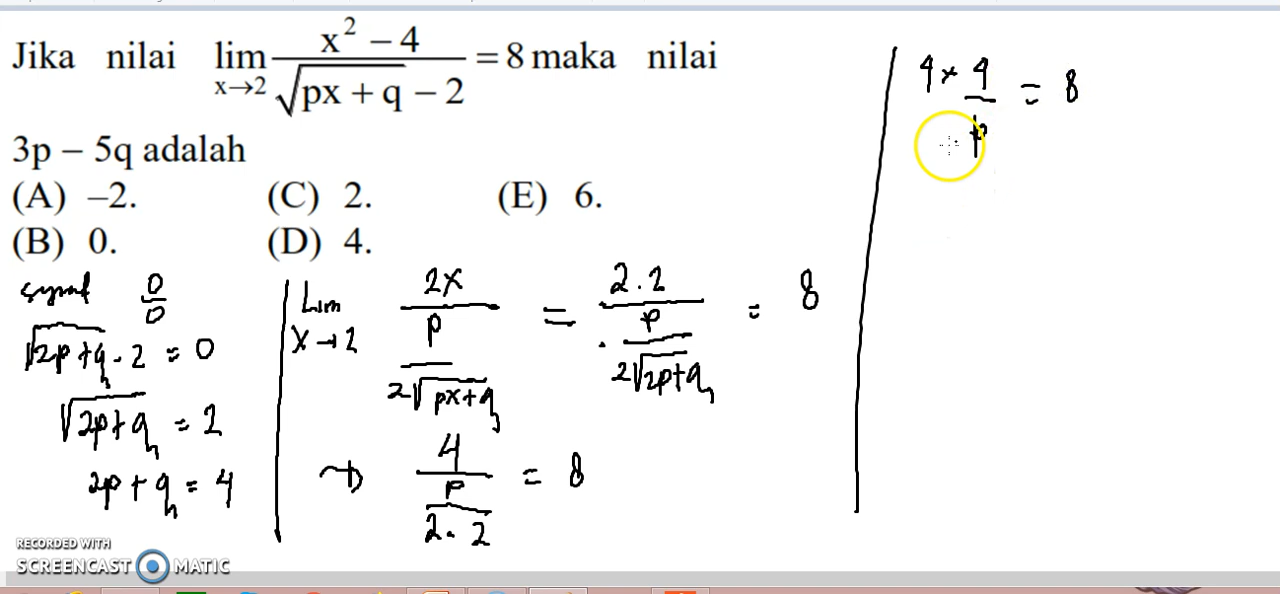 Jika nilai lim x→2 (x² − 4)/(√(px + q) − 2) = 8 maka nilai
3p − 5q adalah
(A) −2. (C) 2. (E) 6.
(B) 0. (D) 4.
0/0
√(2p+q) - 2 = 0
√(2p+q) = 2
2p + q = 4
Lim x→2 2x/(p/(2√(px+q))) = 2.2/(p/(2√(2p+q))) = 8
→ 4/(p/(2.2)) = 8
4 × 4/p = 8
RECORDED WITH
SCREENCAST MATIC